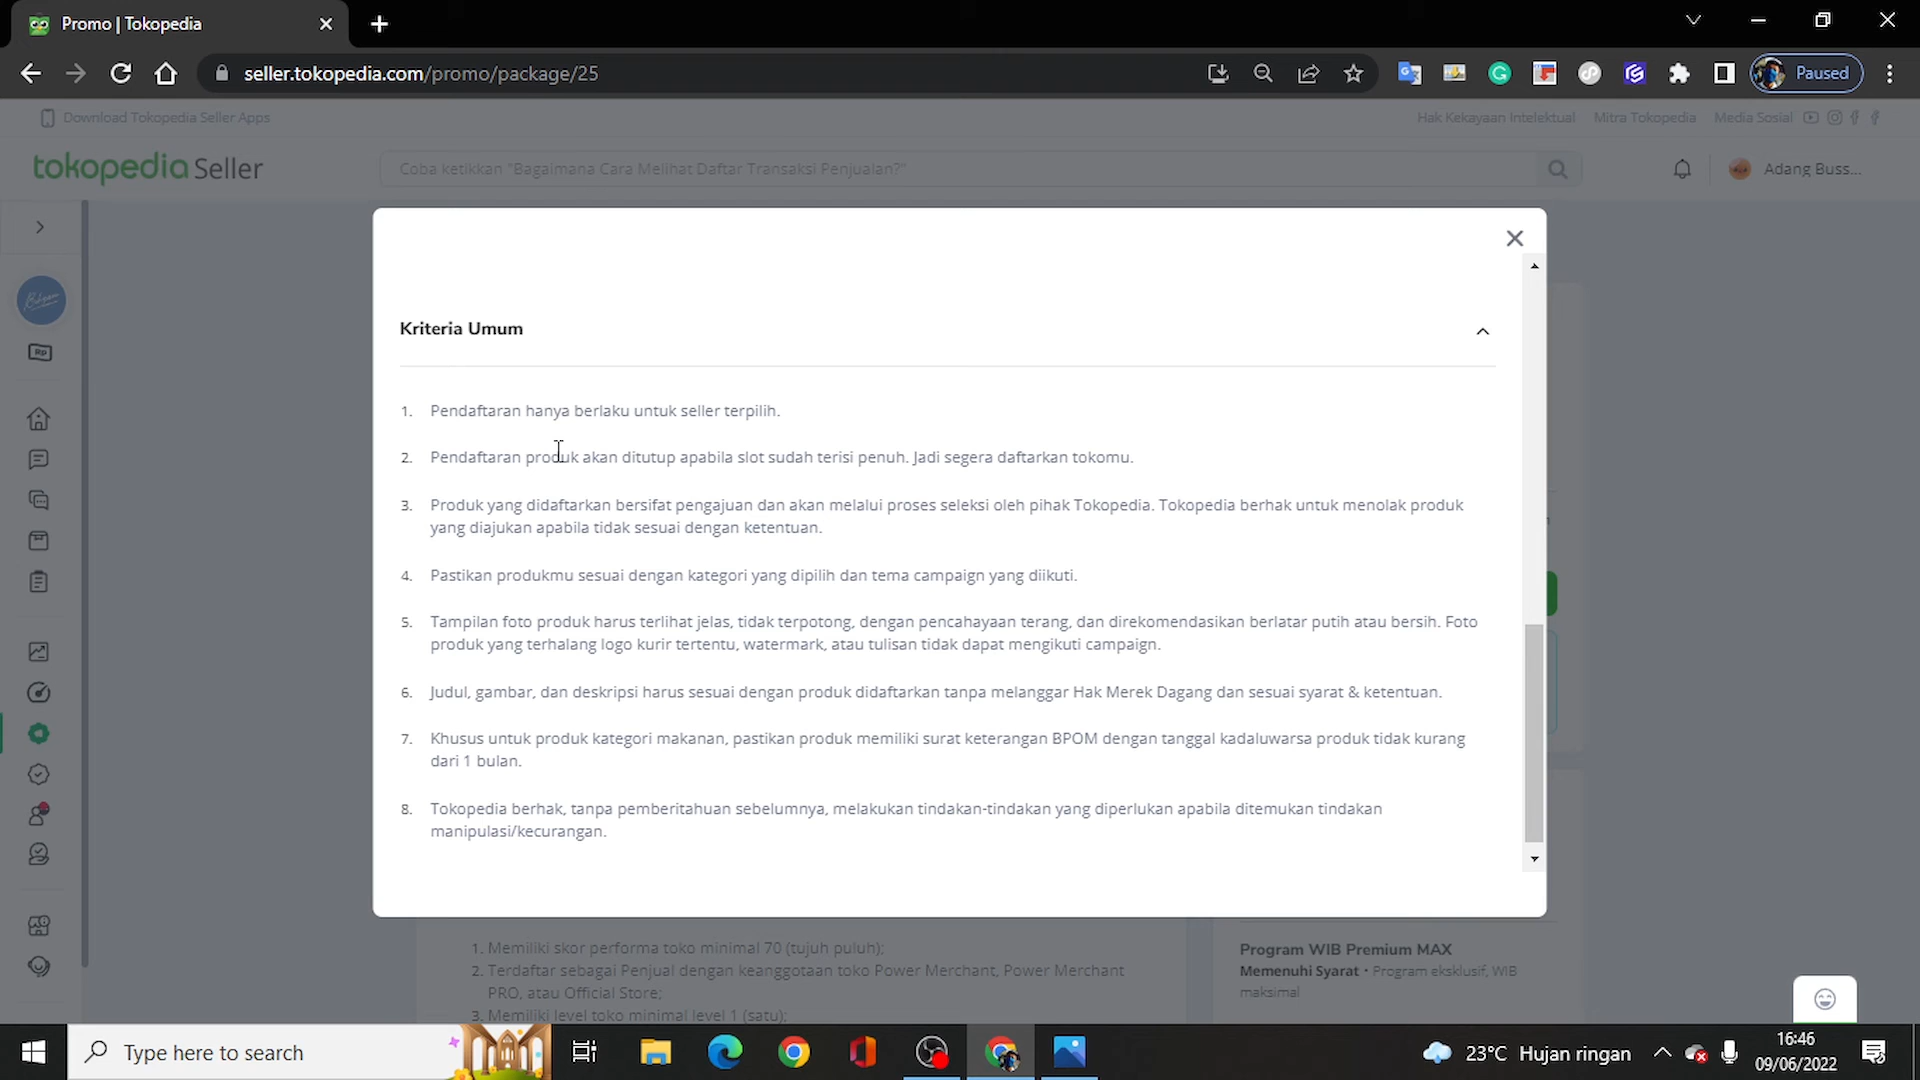 Promo | Tokopedia
seller.tokopedia.com/promo/package/25
Paused
Download Tokopedia Seller Apps
Hak Kekayaan Intelektual Mitra Tokopedia Media Sosial
tokopedia Seller
Coba ketikkan "Bagaimana Cara Melihat Daftar Transaksi Penjualan?"
Adang Buss...
Rp
Kriteria Umum
1. Pendaftaran hanya berlaku untuk seller terpilih.
2. Pendaftaran produk akan ditutup apabila slot sudah terisi penuh. Jadi segera daftarkan tokomu.
3. Produk yang didaftarkan bersifat pengajuan dan akan melalui proses seleksi oleh pihak Tokopedia. Tokopedia berhak untuk menolak produk
yang diajukan apabila tidak sesuai dengan ketentuan.
4. Pastikan produkmu sesuai dengan kategori yang dipilih dan tema campaign yang diikuti.
5. Tampilan foto produk harus terlihat jelas, tidak terpotong, dengan pencahayaan terang, dan direkomendasikan berlatar putih atau bersih. Foto
produk yang terhalang logo kurir tertentu, watermark, atau tulisan tidak dapat mengikuti campaign.
6. Judul, gambar, dan deskripsi harus sesuai dengan produk didaftarkan tanpa melanggar Hak Merek Dagang dan sesuai syarat & ketentuan.
7. Khusus untuk produk kategori makanan, pastikan produk memiliki surat keterangan BPOM dengan tanggal kadaluwarsa produk tidak kurang
dari 1 bulan.
8. Tokopedia berhak, tanpa pemberitahuan sebelumnya, melakukan tindakan-tindakan yang diperlukan apabila ditemukan tindakan
manipulasi/kecurangan.
1. Memiliki skor performa toko minimal 70 (tujuh puluh);
2. Terdaftar sebagai Penjual dengan keanggotaan toko Power Merchant, Power Merchant
PRO, atau Official Store;
3. Memiliki level toko minimal level 1 (satu);
Program WIB Premium MAX
Memenuhi Syarat • Program eksklusif, WIB
maksimal
Type here to search
23°C Hujan ringan
16:46
09/06/2022